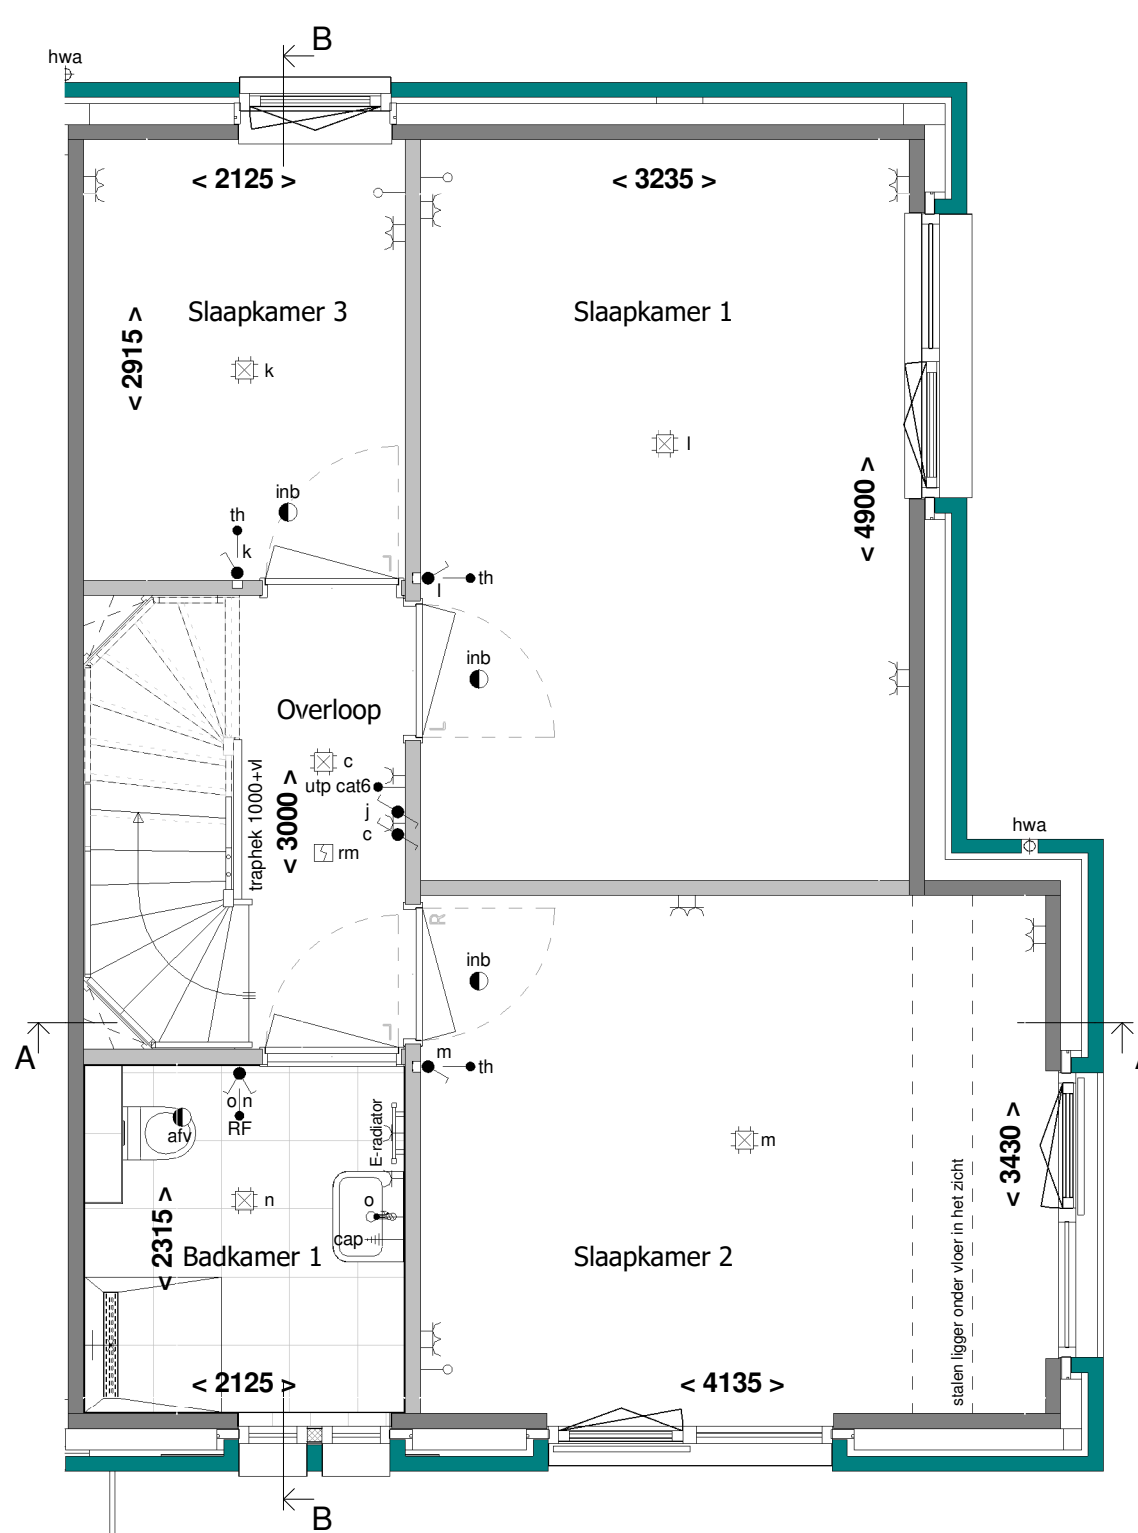 B
hwa
< 2125 >
< 3235 >
Slaapkamer 3
Slaapkamer 1
< 2915 >
k
l
< 4900 >
inb
th
k
l
th
L
inb
L
Overloop
c
utp cat6
traphek 1000+vl
< 3000 >
j
c
rm
hwa
R
inb
A
L
m
th
o n
RF
afv
E-radiator
m
< 3430 >
n
o
< 2315 >
cap
Badkamer 1
Slaapkamer 2
stalen ligger onder vloer in het zicht
< 2125 >
< 4135 >
B